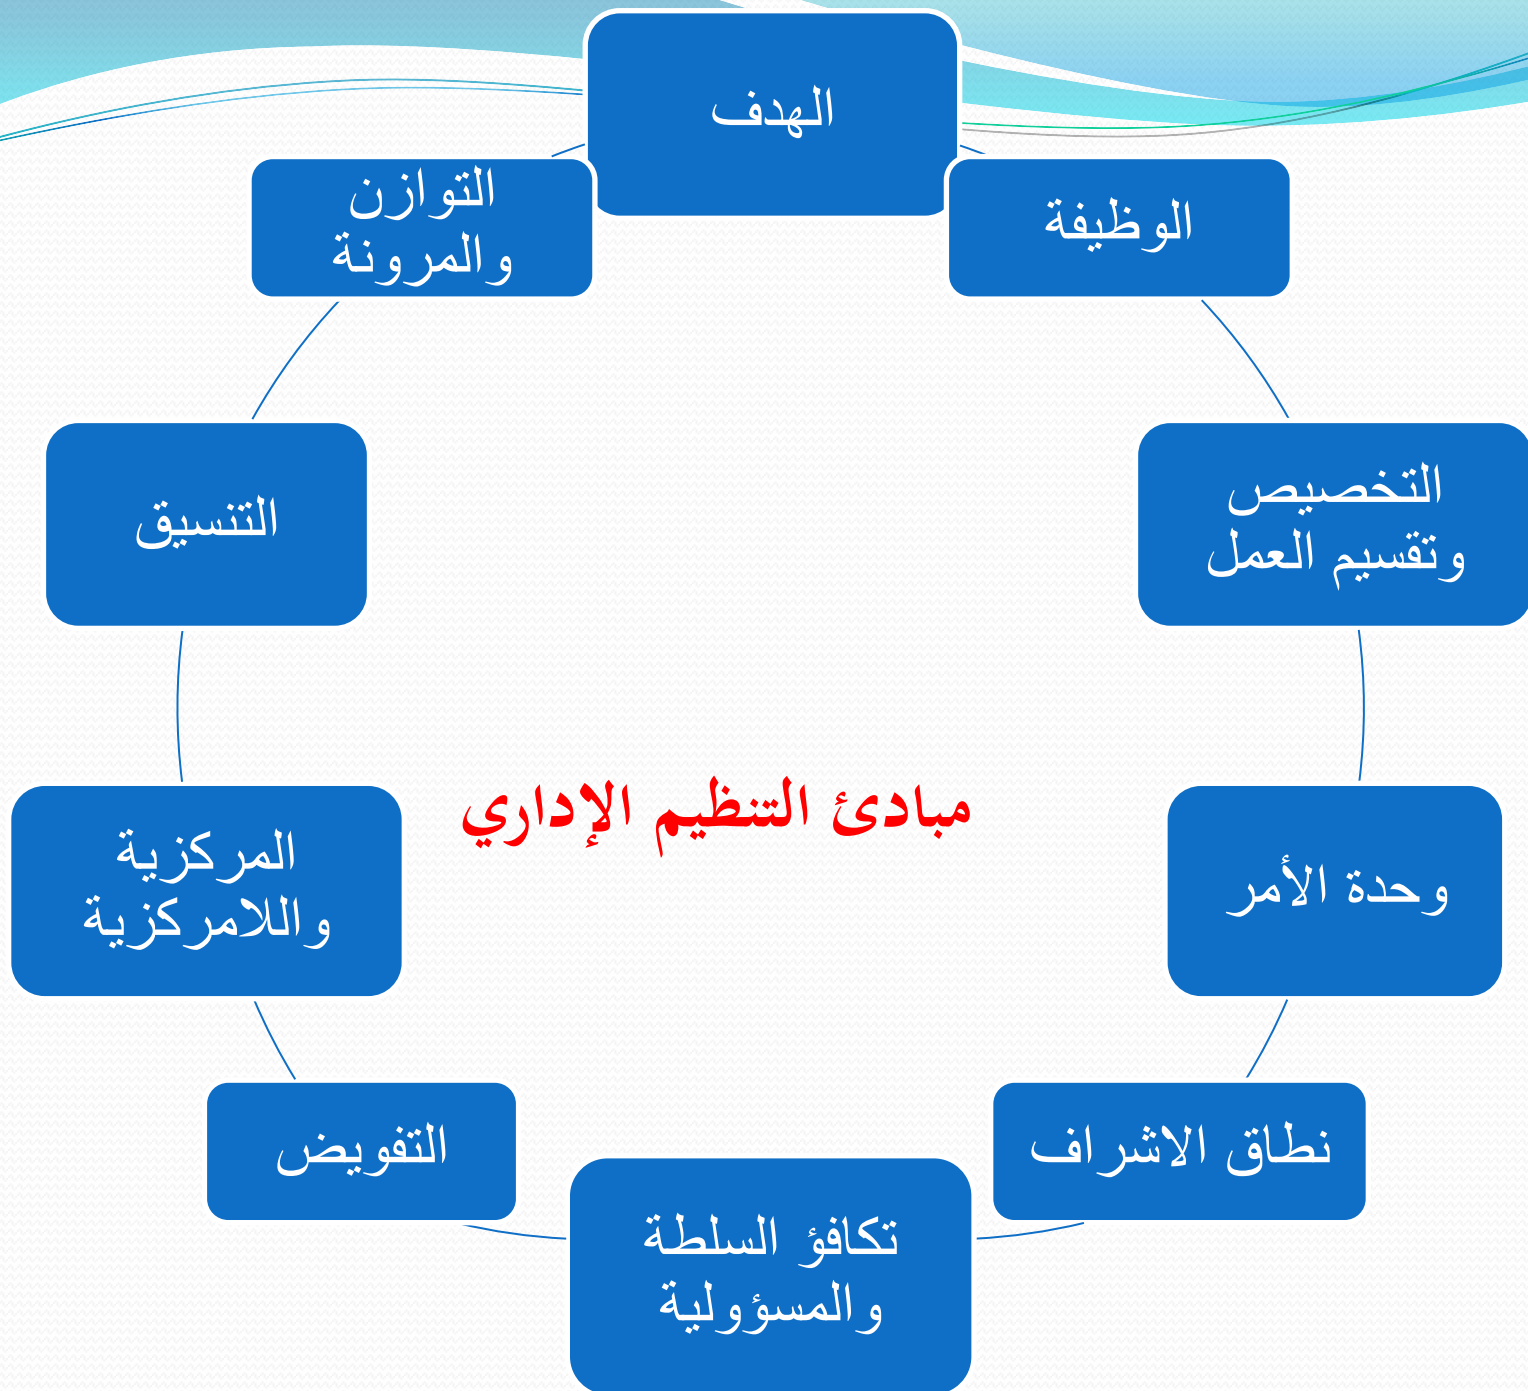 الهدف
الوظيفة
التخصيص
وتقسيم العمل
وحدة الأمر
نطاق الاشراف
تكافؤ السلطة
والمسؤولية
التفويض
المركزية
واللامركزية
التنسيق
التوازن
والمرونة
مبادئ التنظيم الإداري